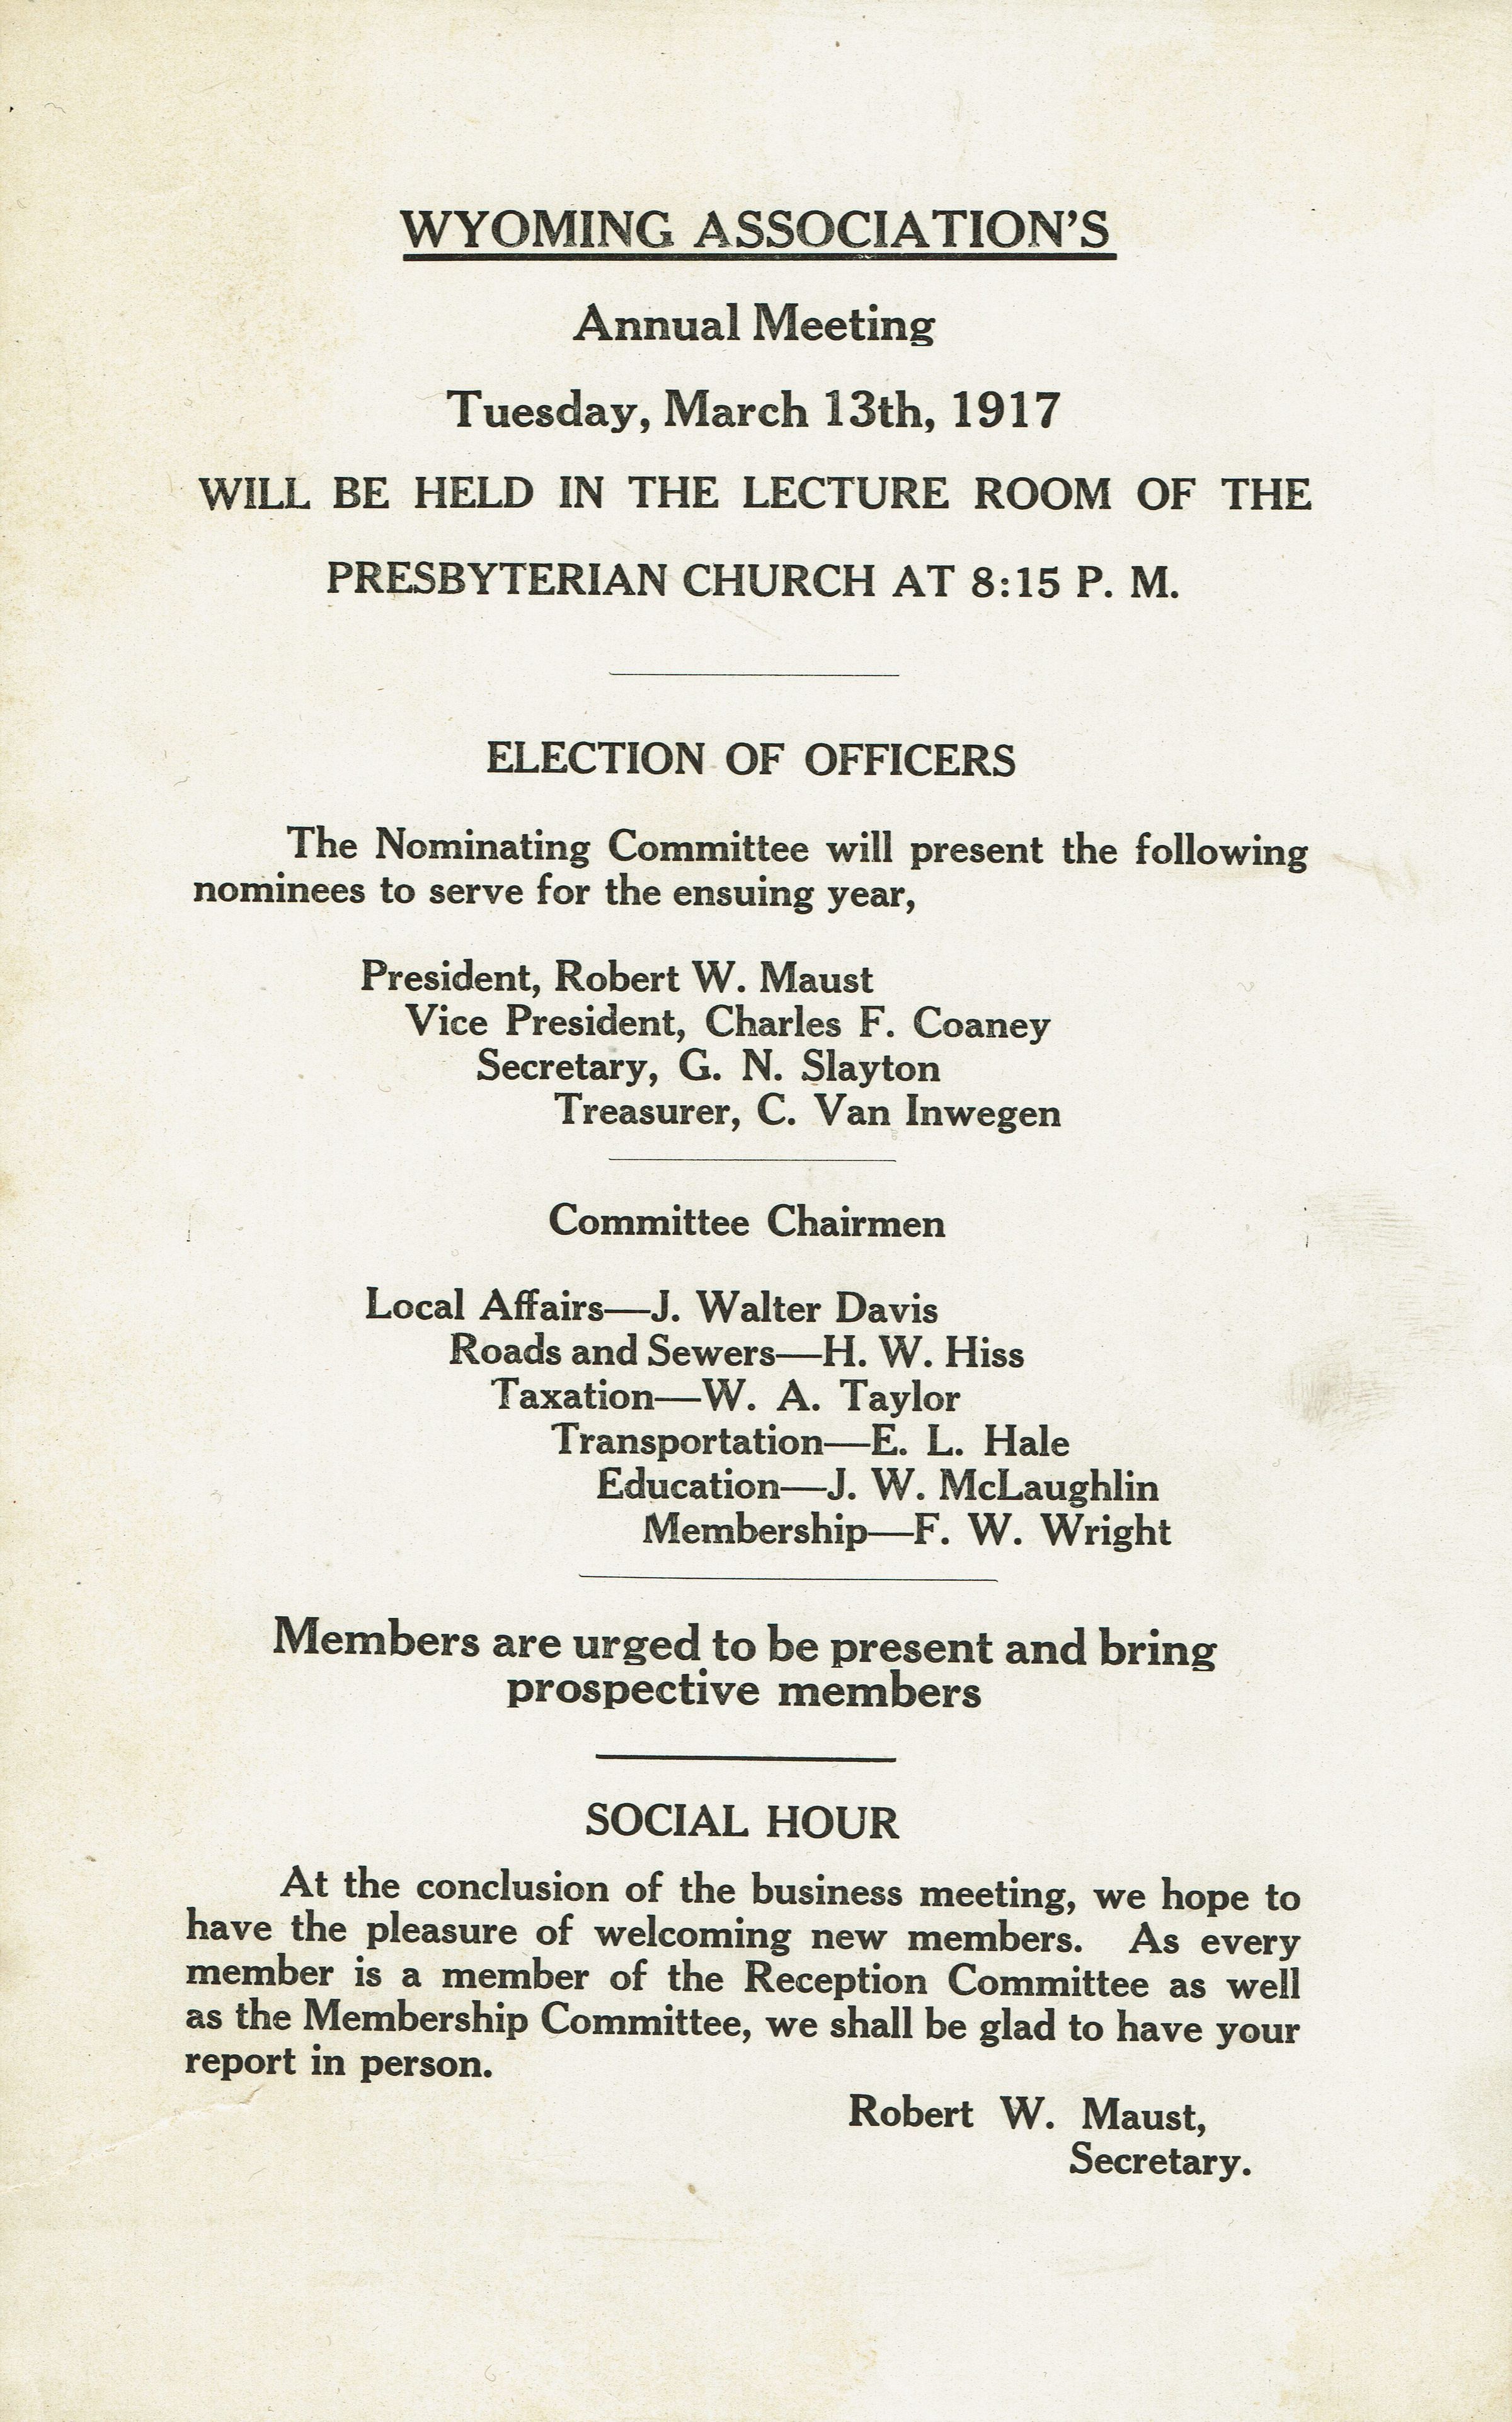 WYOMING ASSOCIATION'S
Annual Meeting
Tuesday, March 13th, 1917
WILL BE HELD IN THE LECTURE ROOM OF THE
PRESBYTERIAN CHURCH AT 8:15 P. M.
ELECTION OF OFFICERS
The Nominating Committee will present the following
nominees to serve for the ensuing year,
President, Robert W. Maust
Vice President, Charles F. Coaney
Secretary, G. N. Slayton
Treasurer, C. Van Inwegen
Committee Chairmen
Local Affairs—J. Walter Davis
Roads and Sewers—H. W. Hiss
Taxation—W. A. Taylor
Transportation—E. L. Hale
Education—J. W. McLaughlin
Membership—F. W. Wright
Members are urged to be present and bring
prospective members
SOCIAL HOUR
At the conclusion of the business meeting, we hope to
have the pleasure of welcoming new members. As every
member is a member of the Reception Committee as well
as the Membership Committee, we shall be glad to have your
report in person.
Robert W. Maust,
Secretary.